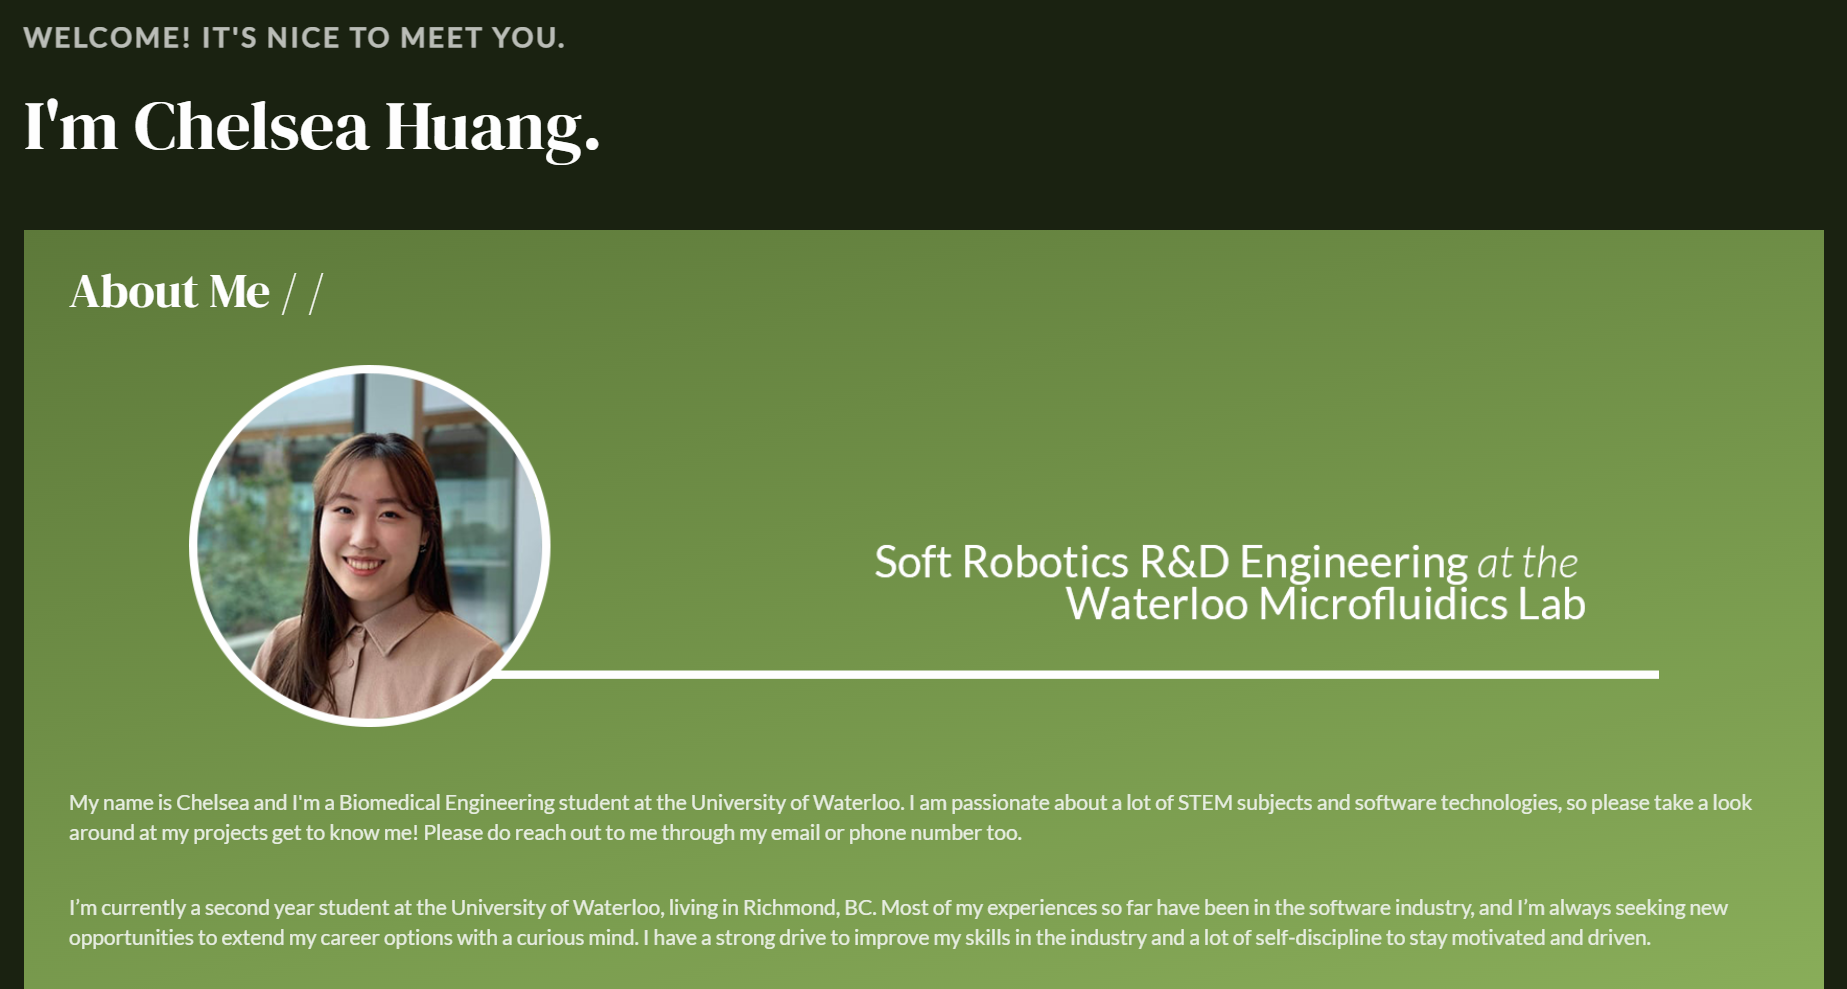 WELCOME! IT'S NICE TO MEET YOU.
I'm Chelsea Huang.
About Me / /
Soft Robotics R&D Engineering at the
Waterloo Microfluidics Lab
My name is Chelsea and I'm a Biomedical Engineering student at the University of Waterloo. I am passionate about a lot of STEM subjects and software technologies, so please take a look
around at my projects get to know me! Please do reach out to me through my email or phone number too.
I’m currently a second year student at the University of Waterloo, living in Richmond, BC. Most of my experiences so far have been in the software industry, and I’m always seeking new
opportunities to extend my career options with a curious mind. I have a strong drive to improve my skills in the industry and a lot of self-discipline to stay motivated and driven.